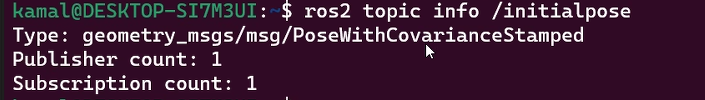 kamal@DESKTOP-SI7M3UI:~$ ros2 topic info /initialpose
Type: geometry_msgs/msg/PoseWithCovarianceStamped
Publisher count: 1
Subscription count: 1